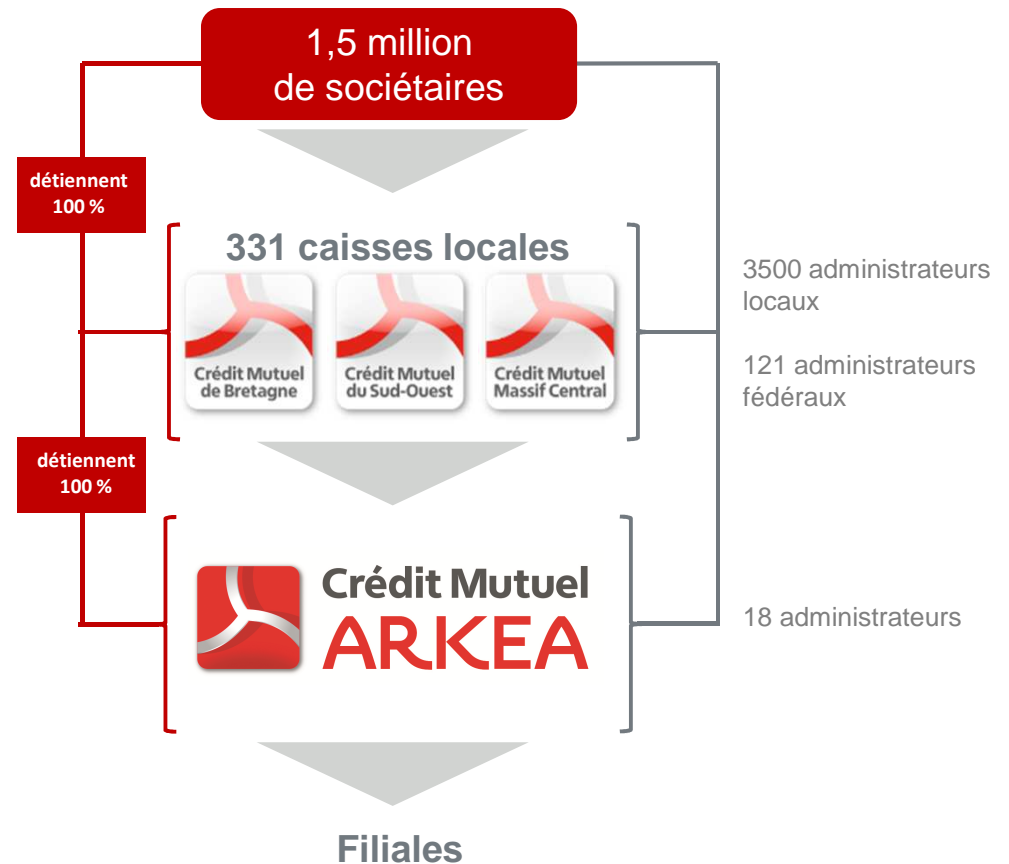 1,5 million
de sociétaires
détiennent
100 %
331 caisses locales
Crédit Mutuel
de Bretagne
Crédit Mutuel
du Sud-Ouest
Crédit Mutuel
Massif Central
3500 administrateurs
locaux
121 administrateurs
fédéraux
détiennent
100 %
Crédit Mutuel
ARKEA
18 administrateurs
Filiales